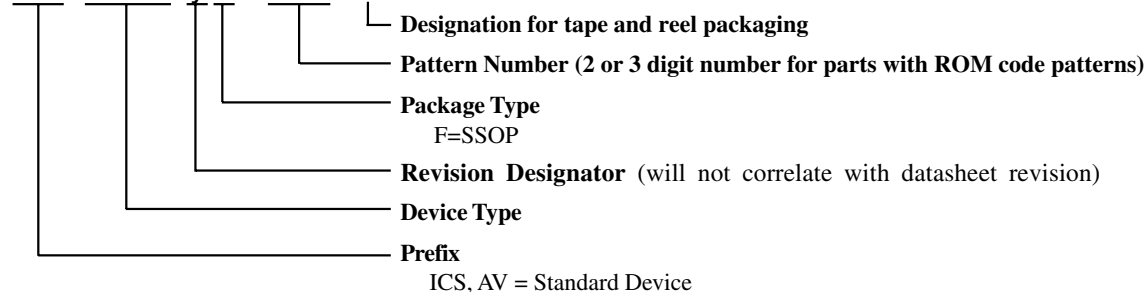 Designation for tape and reel packaging
Pattern Number (2 or 3 digit number for parts with ROM code patterns)
Package Type
F=SSOP
Revision Designator (will not correlate with datasheet revision)
Device Type
Prefix
ICS, AV = Standard Device